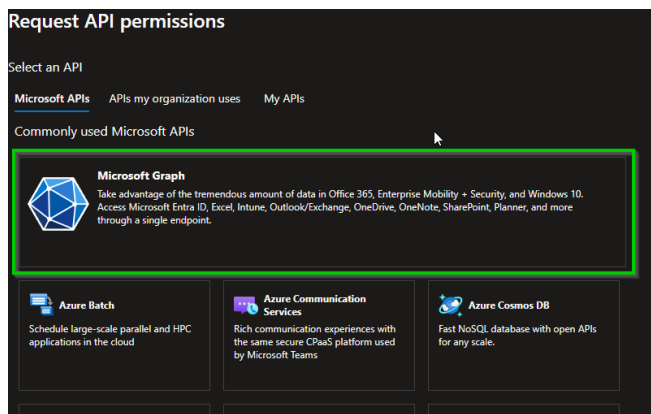 Request API permissions
Select an API
Microsoft APIs APIs my organization uses My APIs
Commonly used Microsoft APIs
Microsoft Graph
Take advantage of the tremendous amount of data in Office 365, Enterprise Mobility + Security, and Windows 10.
Access Microsoft Entra ID, Excel, Intune, Outlook/Exchange, OneDrive, OneNote, SharePoint, Planner, and more
through a single endpoint.
Azure Batch
Schedule large-scale parallel and HPC
applications in the cloud
Azure Communication
Services
Rich communication experiences with
the same secure CPaaS platform used
by Microsoft Teams
Azure Cosmos DB
Fast NoSQL database with open APIs
for any scale.